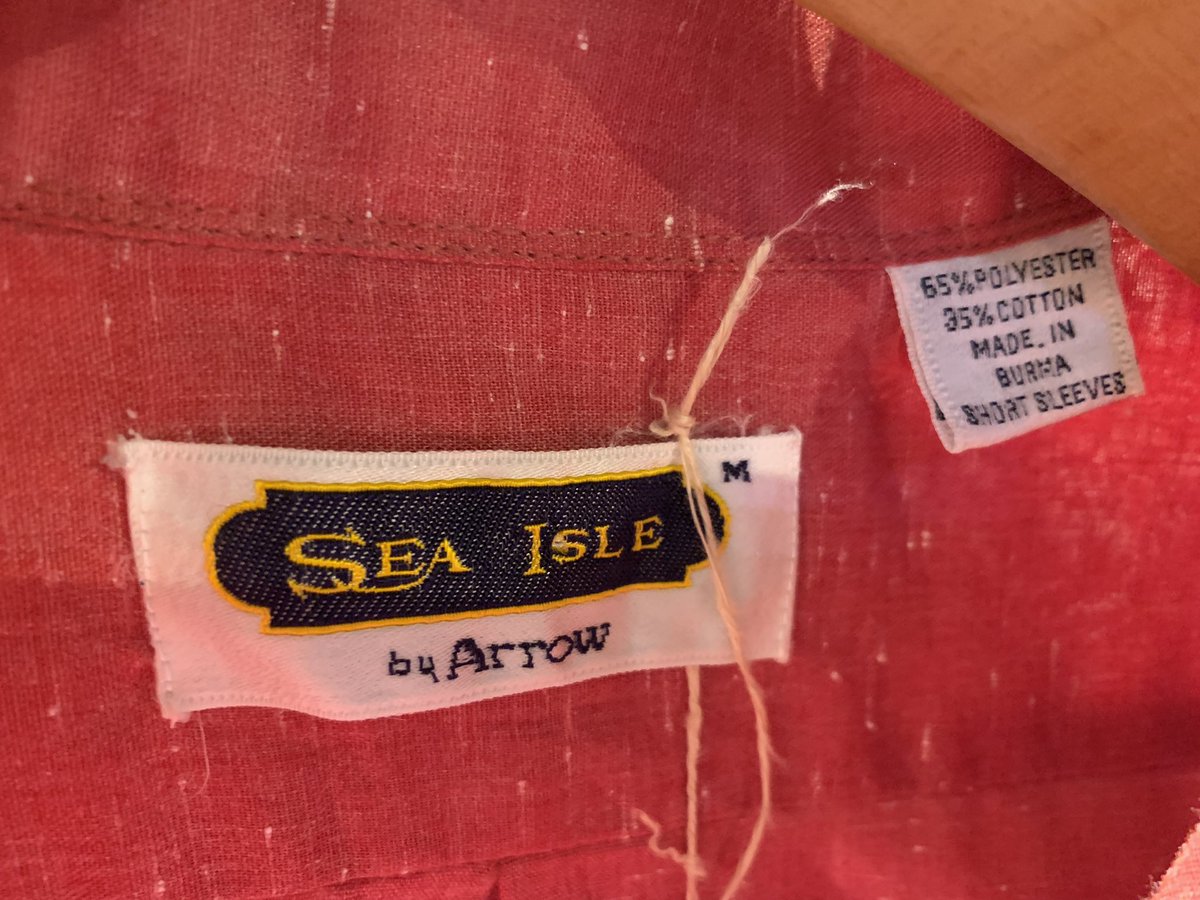 65% POLYESTER
35% COTTON
MADE.IN
BURMA
SHORT SLEEVES
M
SEA ISLE
by Arrow